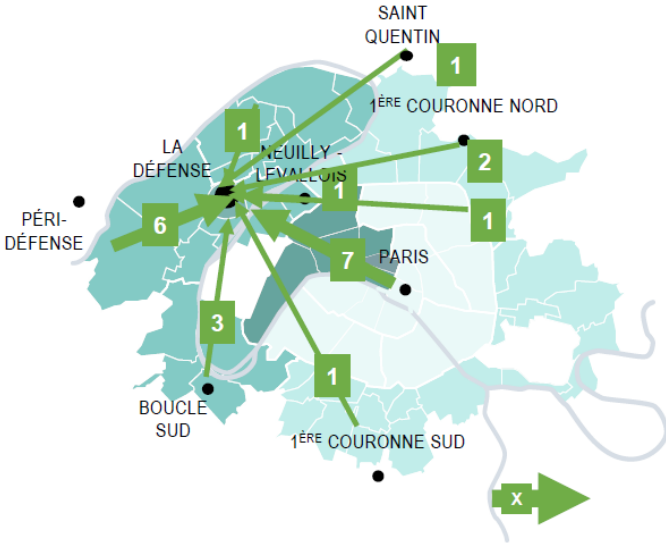 SAINT
QUENTIN
1
1ÈRE COURONNE NORD
1
LA
DÉFENSE
NEUILLY -
LEVALLOIS
2
1
PÉRI-
DÉFENSE
6
1
7
PARIS
3
1
BOUCLE
SUD
1ÈRE COURONNE SUD
X